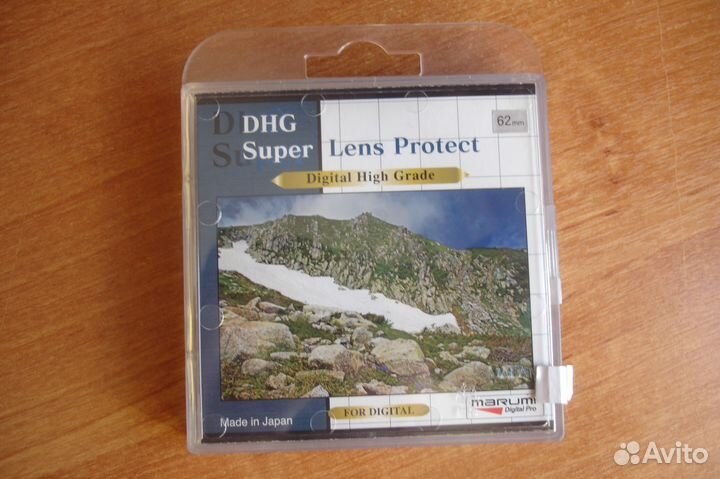 DHG
Super
Lens Protect
62mm
Digital High Grade
Made in Japan
FOR DIGITAL
marumi
Digital Pro
Avito